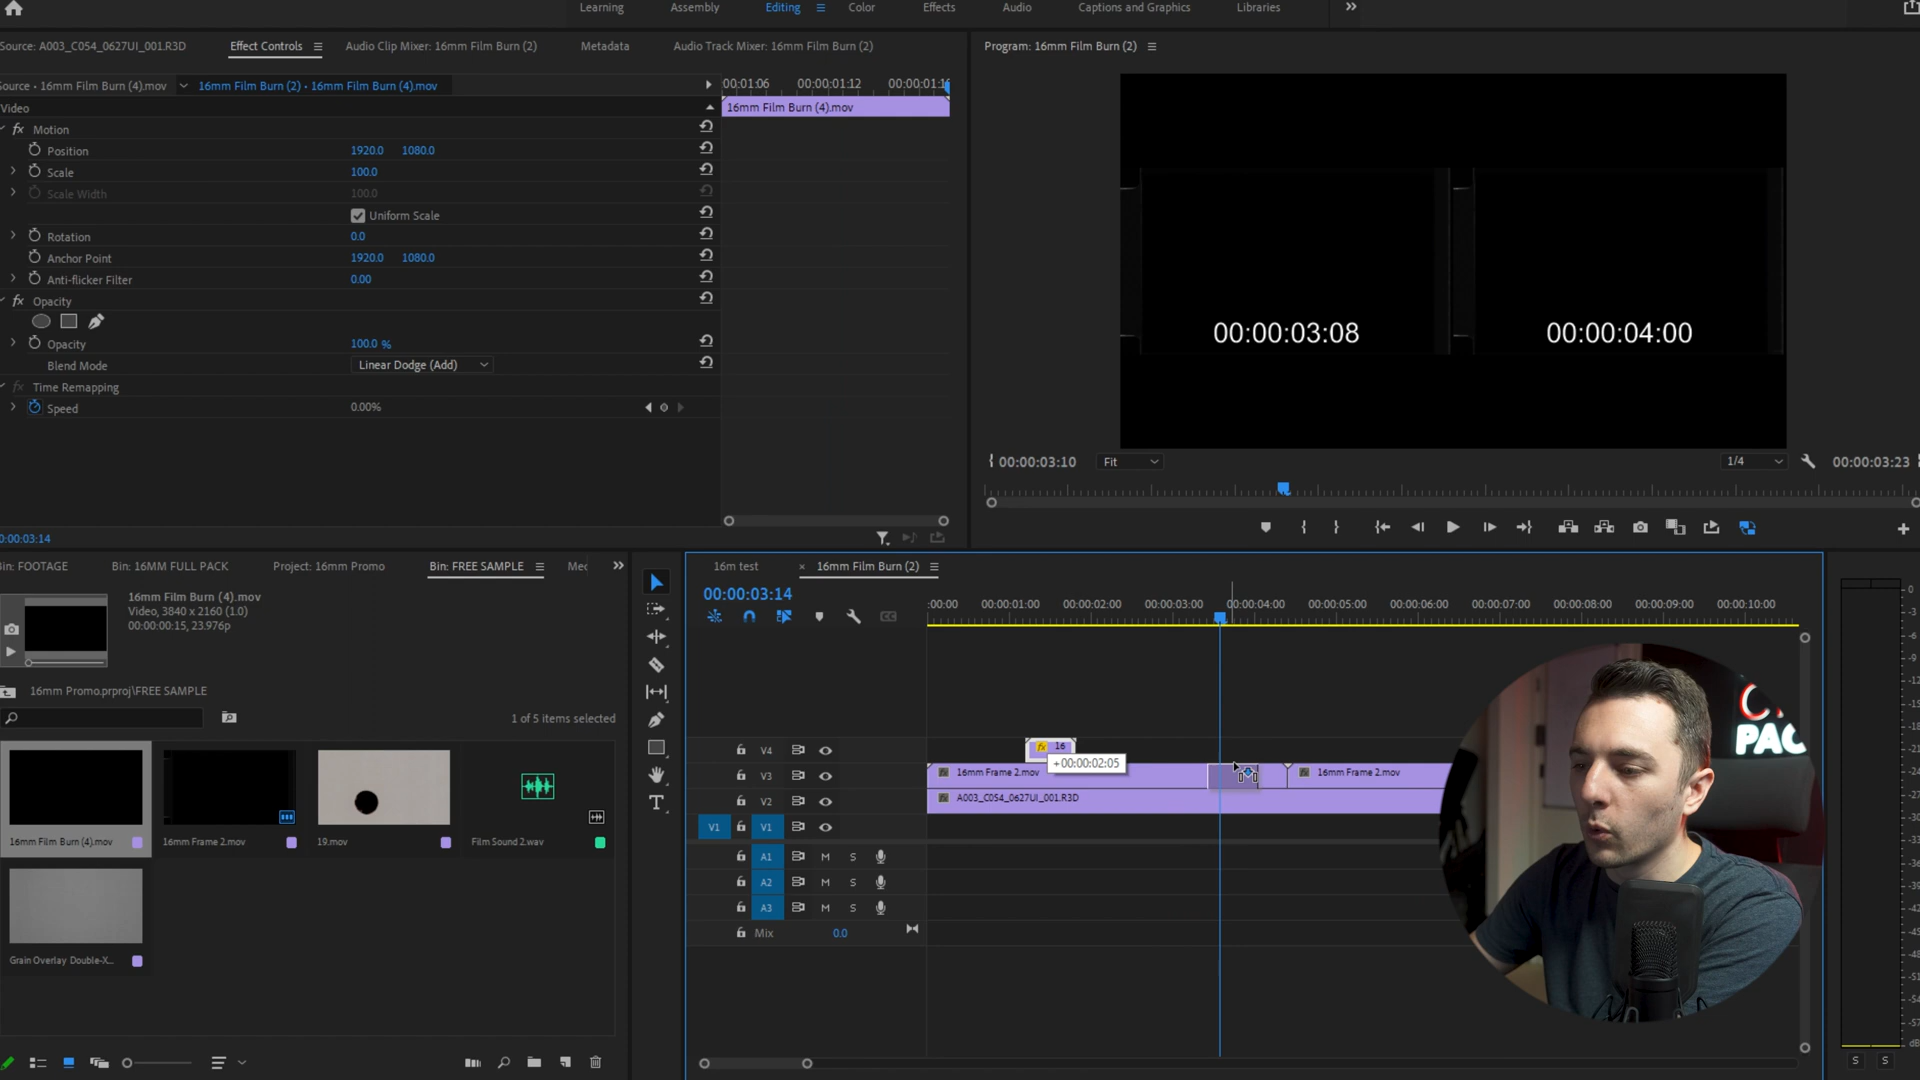 Learning Assembly Editing Color Effects Audio Captions and Graphics Libraries
Source: A003_C054_0627UI_001.R3D Effect Controls Audio Clip Mixer: 16mm Film Burn (2) Metadata Audio Track Mixer: 16mm Film Burn (2)
Source • 16mm Film Burn (4).mov 16mm Film Burn (2) • 16mm Film Burn (4).mov
00:00:01:06 00:00:01:12
Video
16mm Film Burn (4).mov
fx Motion
Position 1920.0 1080.0
Scale 100.0
Scale Width 100.0
Uniform Scale
Rotation 0.0
Anchor Point 1920.0 1080.0
Anti-flicker Filter 0.00
fx Opacity
Opacity 100.0 %
Blend Mode Linear Dodge (Add)
fx Time Remapping
Speed 0.00%
0:00:03:14
Program: 16mm Film Burn (2)
00:00:03:08 00:00:04:00
00:00:03:10 Fit 1/4 00:00:03:23
Bin: FOOTAGE Bin: 16MM FULL PACK Project: 16mm Promo Bin: FREE SAMPLE Mec
16mm Film Burn (4).mov
Video, 3840 x 2160 (1.0)
00:00:00:15, 23.976p
16mm Promo.prproj\FREE SAMPLE
1 of 5 items selected
16mm Film Burn (4).mov 16mm Frame 2.mov 19.mov Film Sound 2.wav
Grain Overlay Double-X...
16m test × 16mm Film Burn (2)
00:00:03:14
:00:00 00:00:01:00 00:00:02:00 00:00:03:00 00:00:04:00 00:00:05:00 00:00:06:00 00:00:07:00 00:00:08:00 00:00:09:00 00:00:10:00
V4 fx 16
+00:00:02:05
V3 16mm Frame 2.mov 16mm Frame 2.mov
V2 A003_C054_0627UI_001.R3D
V1 V1
A1 M S
A2 M S
A3 M S
Mix 0.0
PAC
0
-3
-6
-9
S S
dB